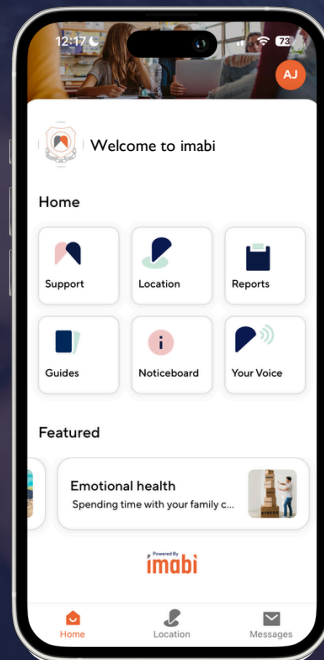 12:17
73
AJ
Welcome to imabi
Home
Support
Location
Reports
i
Guides
Noticeboard
Your Voice
Featured
Emotional health
Spending time with your family c...
Powered By
imabi
Home
Location
Messages